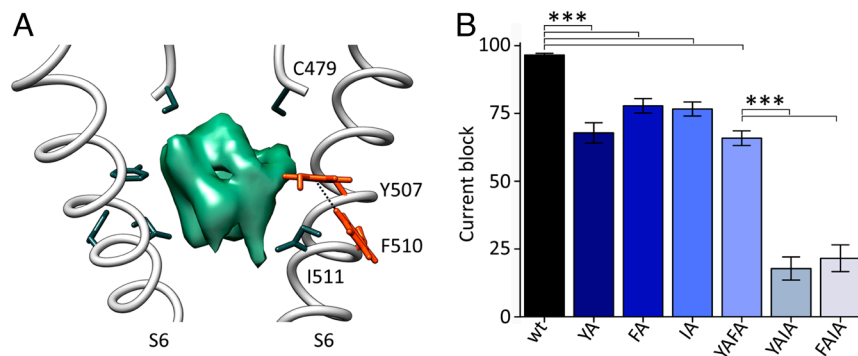 A
C479
Y507
F510
I511
S6 S6
B
***
***
100
75
50
25
0
Current block
wt YA FA IA YAFA YAIA FAIA